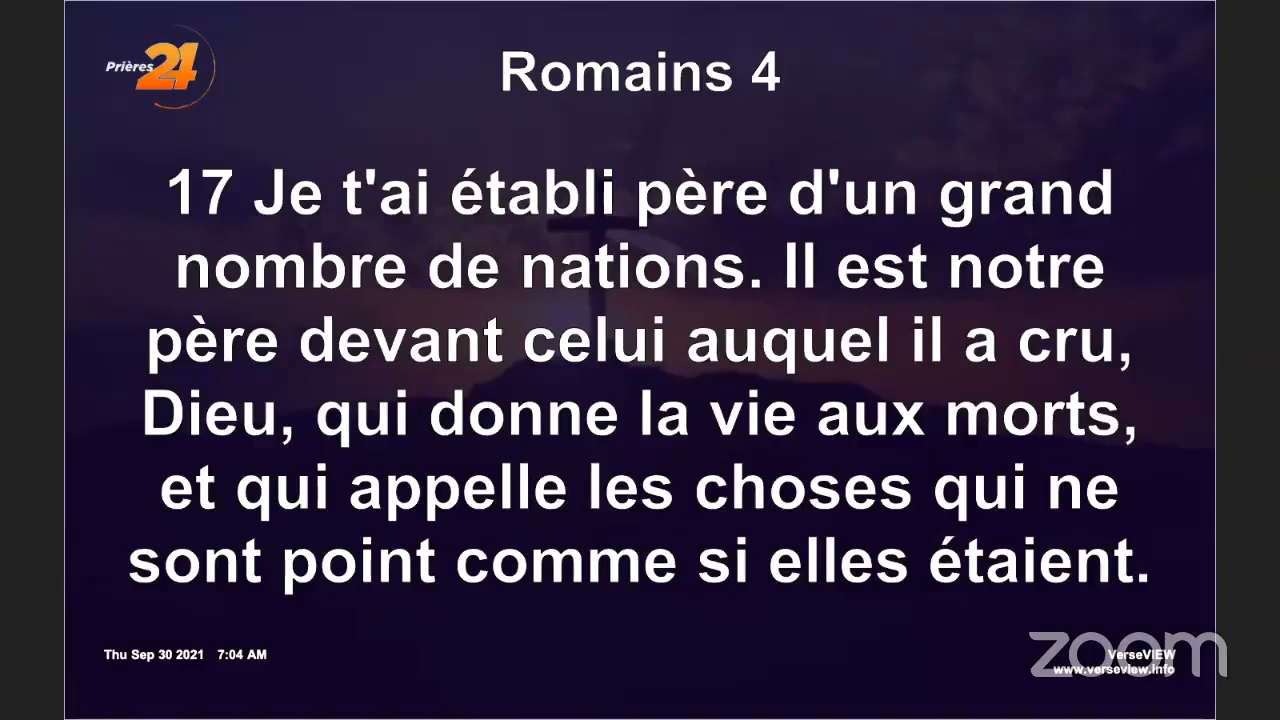 Prières 24
Romains 4
17 Je t'ai établi père d'un grand
nombre de nations. Il est notre
père devant celui auquel il a cru,
Dieu, qui donne la vie aux morts,
et qui appelle les choses qui ne
sont point comme si elles étaient.
Thu Sep 30 2021 7:04 AM
zoom
VerseVIEW
www.verseview.info